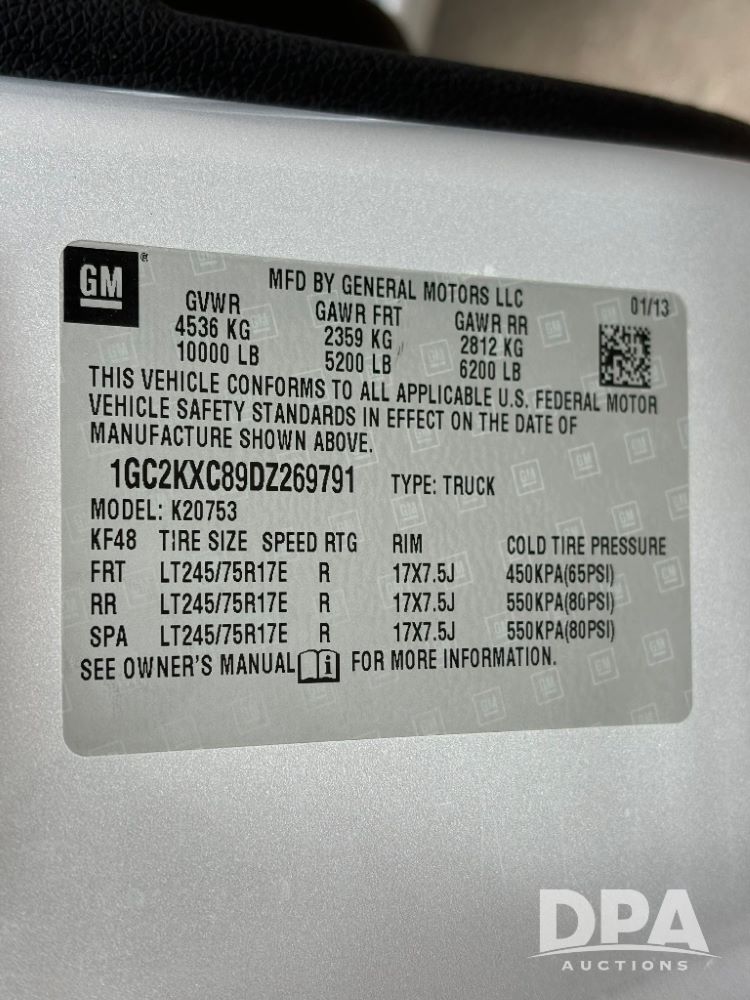 GM®
MFD BY GENERAL MOTORS LLC
01/13
GVWR GAWR FRT GAWR RR
4536 KG 2359 KG 2812 KG
10000 LB 5200 LB 6200 LB
THIS VEHICLE CONFORMS TO ALL APPLICABLE U.S. FEDERAL MOTOR
VEHICLE SAFETY STANDARDS IN EFFECT ON THE DATE OF
MANUFACTURE SHOWN ABOVE.
1GC2KXC89DZ269791 TYPE: TRUCK
MODEL: K20753
KF48 TIRE SIZE SPEED RTG RIM COLD TIRE PRESSURE
FRT LT245/75R17E R 17X7.5J 450KPA(65PSI)
RR LT245/75R17E R 17X7.5J 550KPA(80PSI)
SPA LT245/75R17E R 17X7.5J 550KPA(80PSI)
SEE OWNER'S MANUAL i FOR MORE INFORMATION.
DPA
AUCTIONS